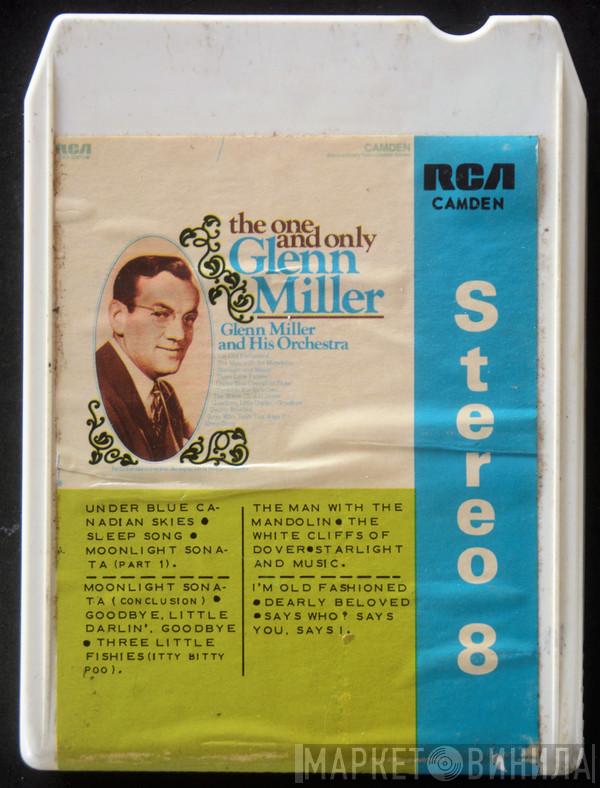 RCA
CAMDEN
the one
and only
Glenn
Miller
Glenn Miller
and His Orchestra
RCA
CAMDEN
Stereo 8
UNDER BLUE CA-
NADIAN SKIES ●
SLEEP SONG ●
MOONLIGHT SONA-
TA (PART 1).
MOONLIGHT SONA-
TA (CONCLUSION) ●
GOODBYE, LITTLE
DARLIN', GOODBYE
● THREE LITTLE
FISHIES (ITTY BITTY
POO).
THE MAN WITH THE
MANDOLIN ● THE
WHITE CLIFFS OF
DOVER ● STARLIGHT
AND MUSIC.
I'M OLD FASHIONED
● DEARLY BELOVED
● SAYS WHO? SAYS
YOU, SAYS I.
МАРКЕТ ВИНИЛА